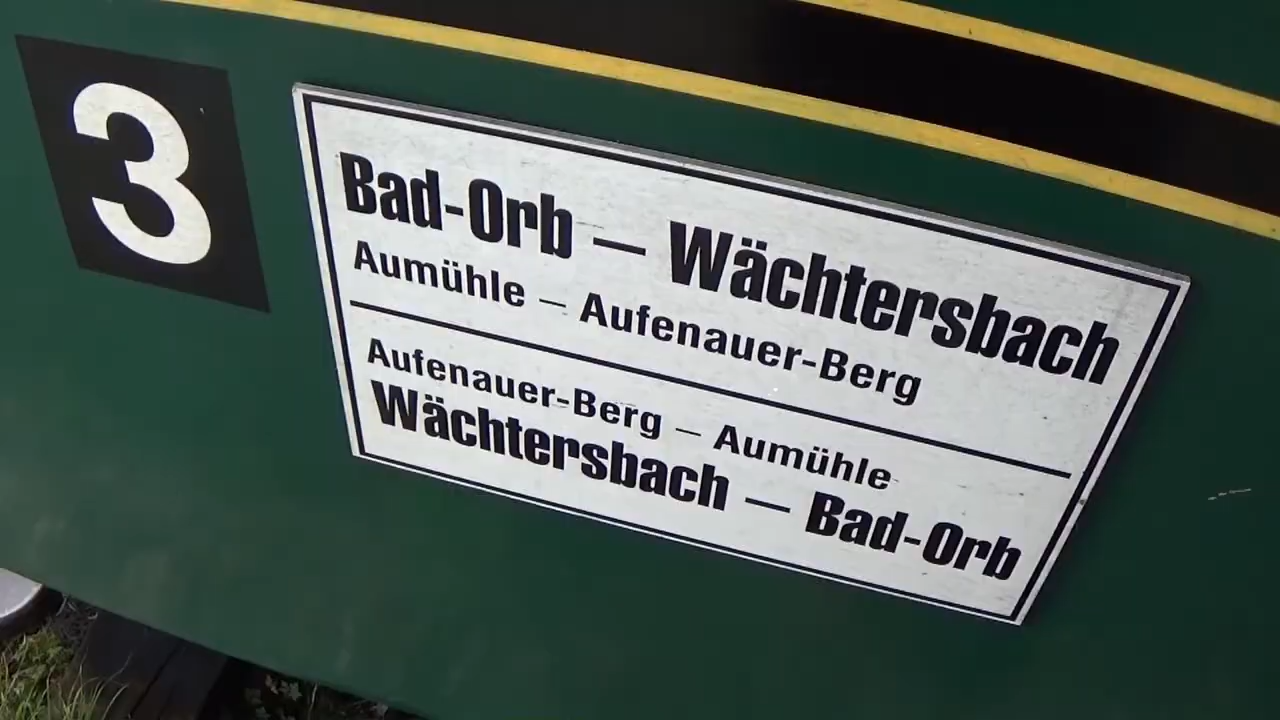 3
Bad-Orb — Wächtersbach
Aumühle – Aufenauer-Berg
Aufenauer-Berg – Aumühle
Wächtersbach — Bad-Orb